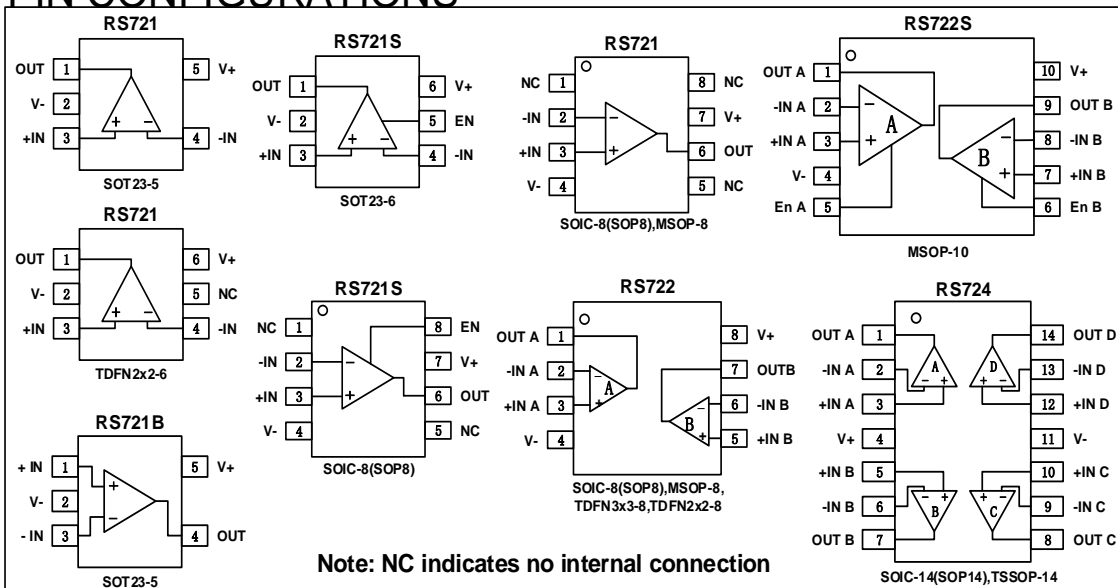 PIN CONFIGURATIONS
RS721
OUT 1
V- 2
+IN 3
5 V+
4 -IN
+ −
SOT23-5
RS721S
OUT 1
V- 2
+IN 3
6 V+
5 EN
4 -IN
+ −
SOT23-6
RS721
NC 1
-IN 2
+IN 3
V- 4
8 NC
7 V+
6 OUT
5 NC
−
+
SOIC-8(SOP8),MSOP-8
RS722S
OUT A 1
-IN A 2
+IN A 3
V- 4
En A 5
10 V+
9 OUT B
8 -IN B
7 +IN B
6 En B
− A
+
− B
+
MSOP-10
RS721
OUT 1
V- 2
+IN 3
6 V+
5 NC
4 -IN
+ −
TDFN2x2-6
RS721S
NC 1
-IN 2
+IN 3
V- 4
8 EN
7 V+
6 OUT
5 NC
−
+
SOIC-8(SOP8)
RS722
OUT A 1
-IN A 2
+IN A 3
V- 4
8 V+
7 OUTB
6 -IN B
5 +IN B
− A
+
− B
+
SOIC-8(SOP8),MSOP-8,
TDFN3x3-8,TDFN2x2-8
RS724
OUT A 1
-IN A 2
+IN A 3
V+ 4
+IN B 5
-IN B 6
OUT B 7
14 OUT D
13 -IN D
12 +IN D
11 V-
10 +IN C
9 -IN C
8 OUT C
A
− +
D
+ −
− +
B
+ −
C
SOIC-14(SOP14),TSSOP-14
RS721B
+ IN 1
V- 2
- IN 3
5 V+
4 OUT
+
−
SOT23-5
Note: NC indicates no internal connection